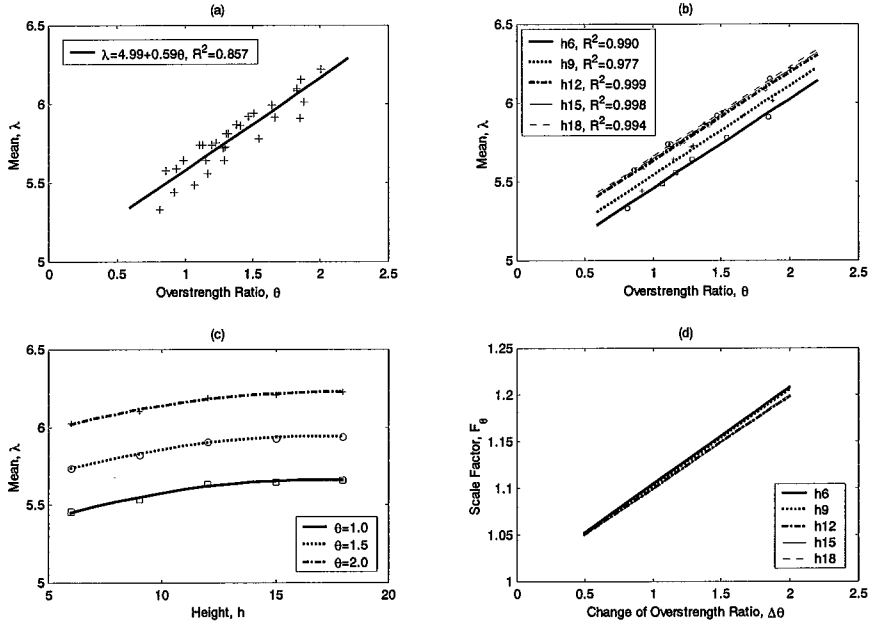 (a)
6.5
6
5.5
5
0
0.5
1
1.5
2
2.5
Mean, λ
Overstrength Ratio, θ
λ=4.99+0.59θ, R²=0.857
(b)
6.5
6
5.5
5
0
0.5
1
1.5
2
2.5
Mean, λ
Overstrength Ratio, θ
h6, R²=0.990
h9, R²=0.977
h12, R²=0.999
h15, R²=0.998
h18, R²=0.994
(c)
6.5
6
5.5
5
5
10
15
20
Mean, λ
Height, h
θ=1.0
θ=1.5
θ=2.0
(d)
1.25
1.2
1.15
1.1
1.05
1
0
0.5
1
1.5
2
2.5
Scale Factor, Fθ
Change of Overstrength Ratio, Δθ
h6
h9
h12
h15
h18